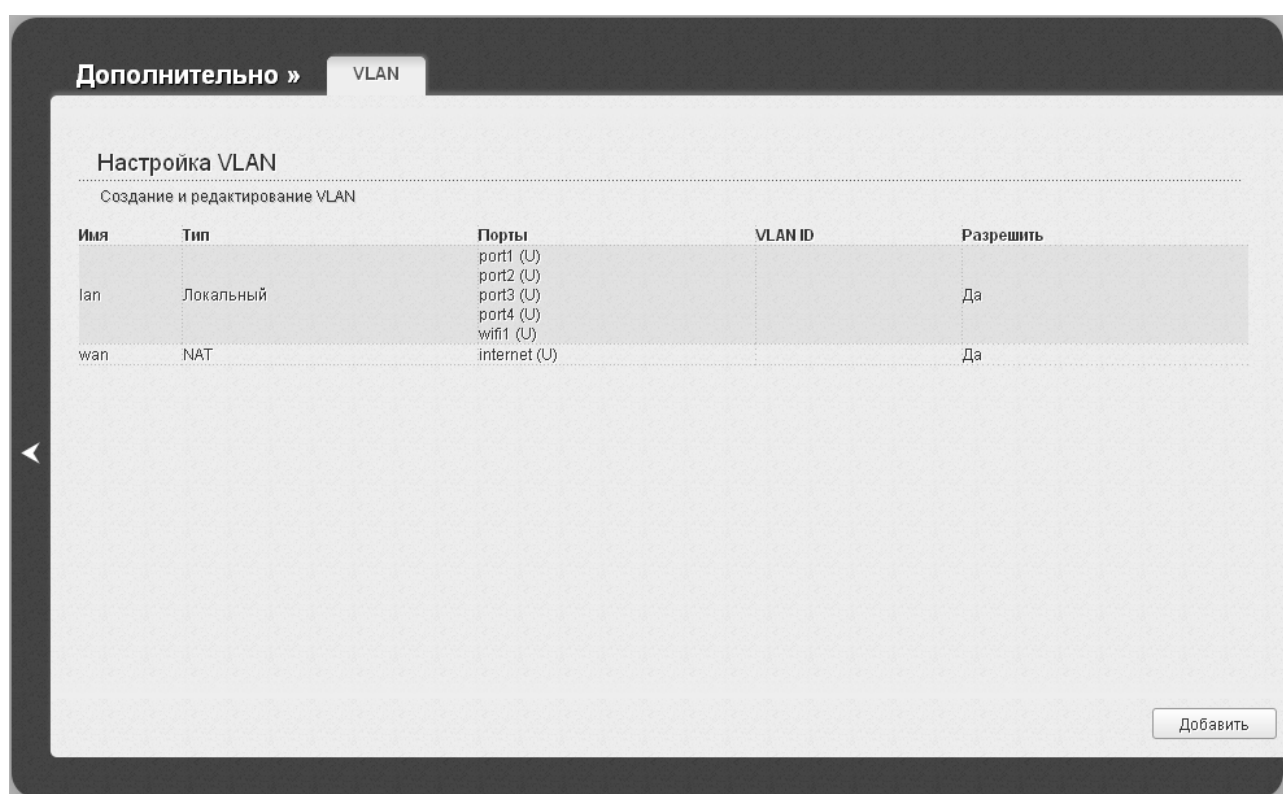 Дополнительно »
VLAN
Настройка VLAN
Создание и редактирование VLAN
Имя Тип Порты VLAN ID Разрешить
lan Локальный port1 (U) Да
port2 (U)
port3 (U)
port4 (U)
wifi1 (U)
wan NAT internet (U) Да
Добавить